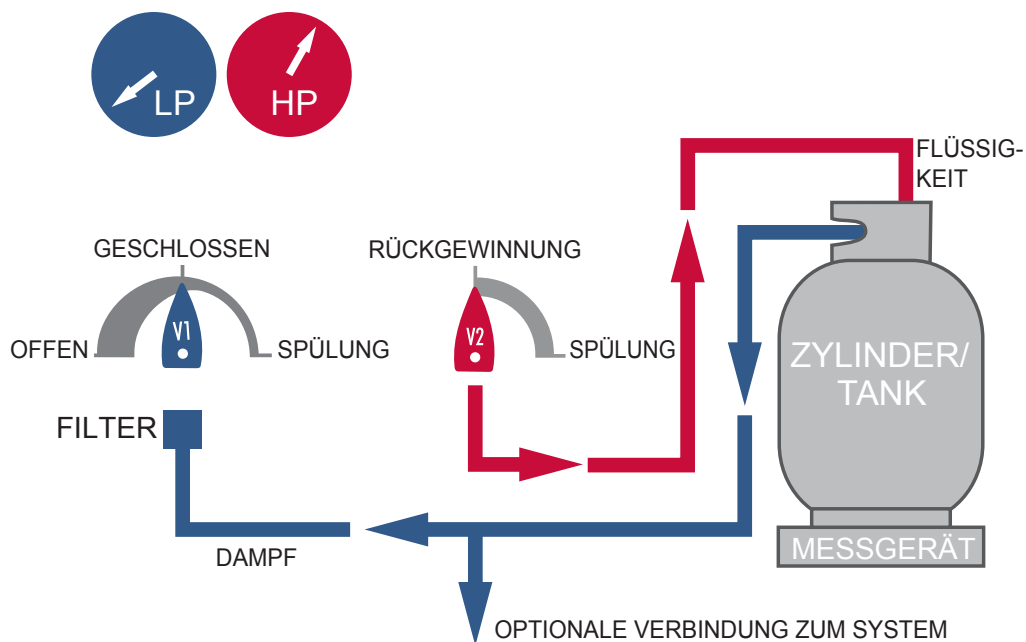 LP
HP
FLÜSSIG-
KEIT
GESCHLOSSEN
RÜCKGEWINNUNG
V1
V2
OFFEN
SPÜLUNG
SPÜLUNG
ZYLINDER/
TANK
FILTER
DAMPF
MESSGERÄT
OPTIONALE VERBINDUNG ZUM SYSTEM